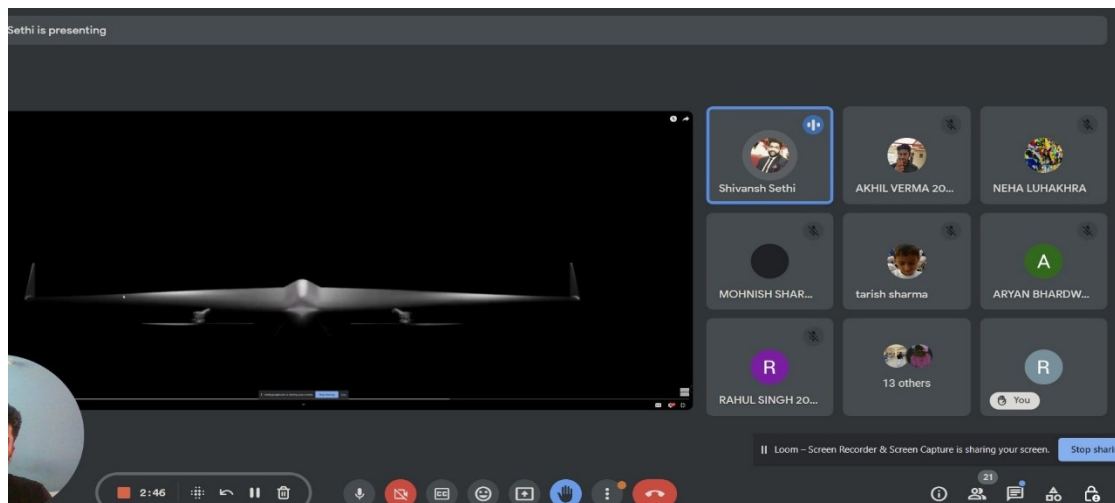 Sethi is presenting
Shivansh Sethi
AKHIL VERMA 20...
NEHA LUHAKHRA
MOHNISH SHAR...
tarish sharma
A
ARYAN BHARDW...
R
RAHUL SINGH 20...
13 others
R
You
Loom – Screen Recorder & Screen Capture is sharing your screen.
Stop shari
2:46
CC
21